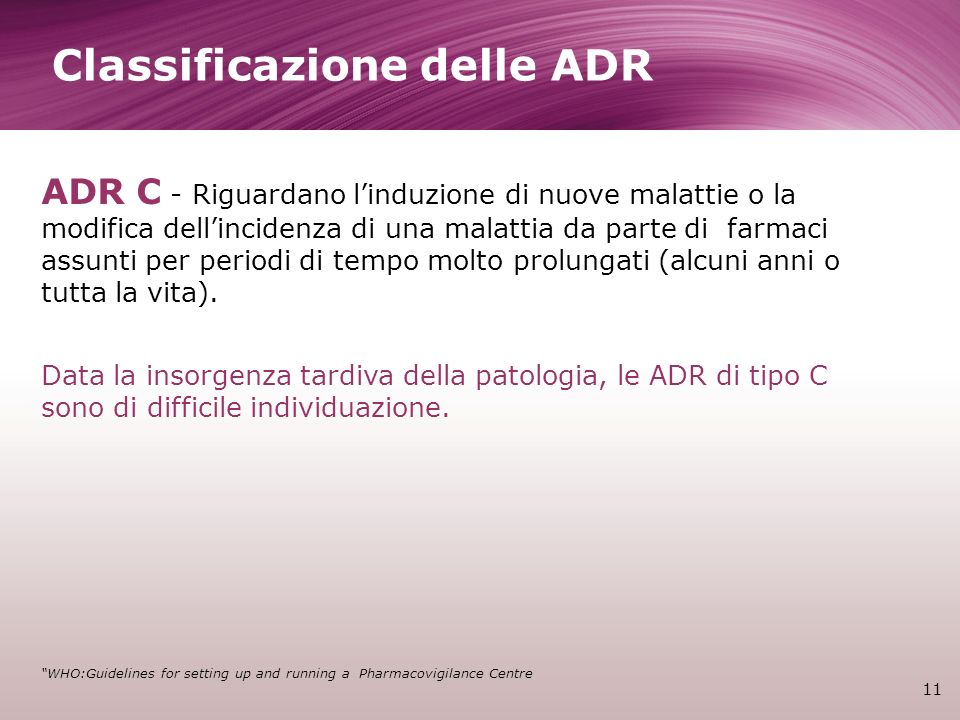 Classificazione delle ADR
ADR C - Riguardano l’induzione di nuove malattie o la
modifica dell’incidenza di una malattia da parte di  farmaci
assunti per periodi di tempo molto prolungati (alcuni anni o
tutta la vita).
Data la insorgenza tardiva della patologia, le ADR di tipo C
sono di difficile individuazione.
“WHO:Guidelines for setting up and running a  Pharmacovigilance Centre
11